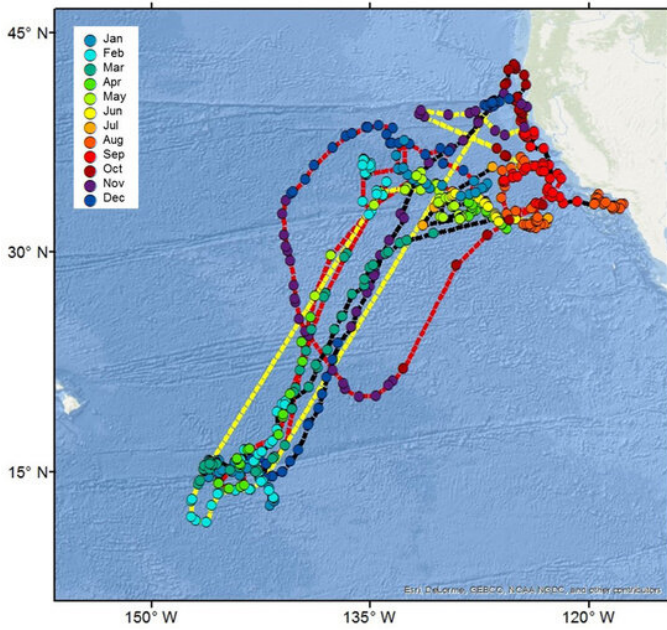 45° N
Jan
Feb
Mar
Apr
May
Jun
Jul
Aug
Sep
Oct
Nov
Dec
30° N
15° N
Esri, DeLorme, GEBCO, NOAA NGDC, and other contributors
150° W
135° W
120° W